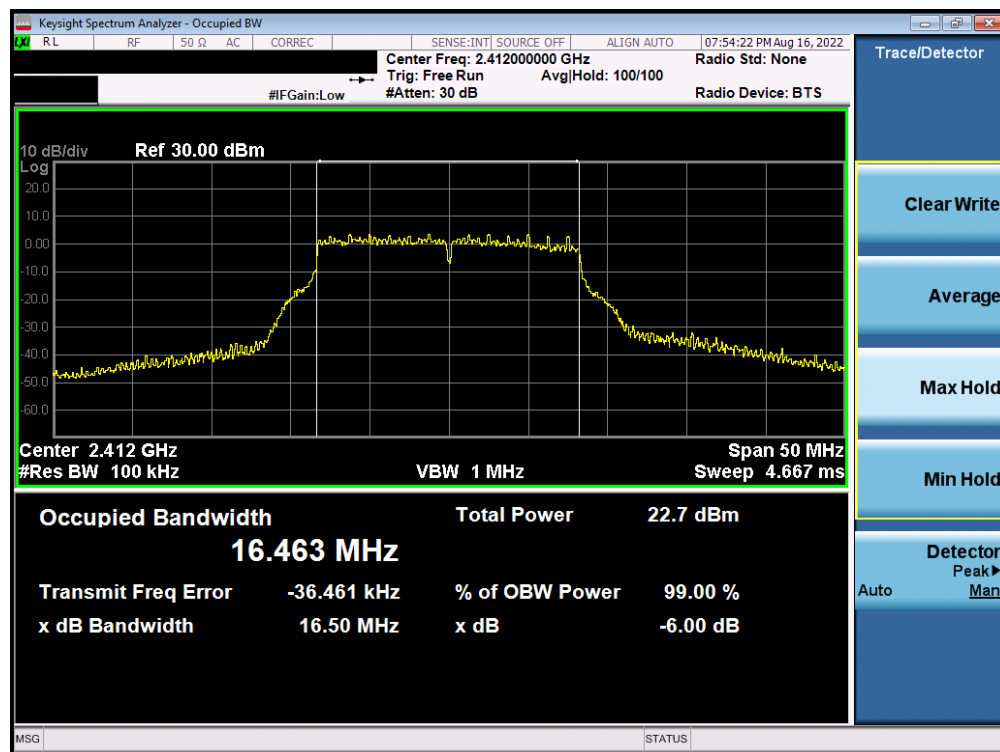 Keysight Spectrum Analyzer - Occupied BW
LXI RL RF 50 Ω AC CORREC SENSE:INT SOURCE OFF ALIGN AUTO 07:54:22 PM Aug 16, 2022
Center Freq: 2.412000000 GHz Radio Std: None
Trig: Free Run Avg|Hold: 100/100
#IFGain:Low #Atten: 30 dB Radio Device: BTS
10 dB/div Ref 30.00 dBm
Log
20.0
10.0
0.00
-10.0
-20.0
-30.0
-40.0
-50.0
-60.0
Center 2.412 GHz Span 50 MHz
#Res BW 100 kHz VBW 1 MHz Sweep 4.667 ms
Occupied Bandwidth Total Power 22.7 dBm
16.463 MHz
Transmit Freq Error -36.461 kHz % of OBW Power 99.00 %
x dB Bandwidth 16.50 MHz x dB -6.00 dB
MSG STATUS
Trace/Detector
Clear Write
Average
Max Hold
Min Hold
Detector
Peak▶
Auto Man